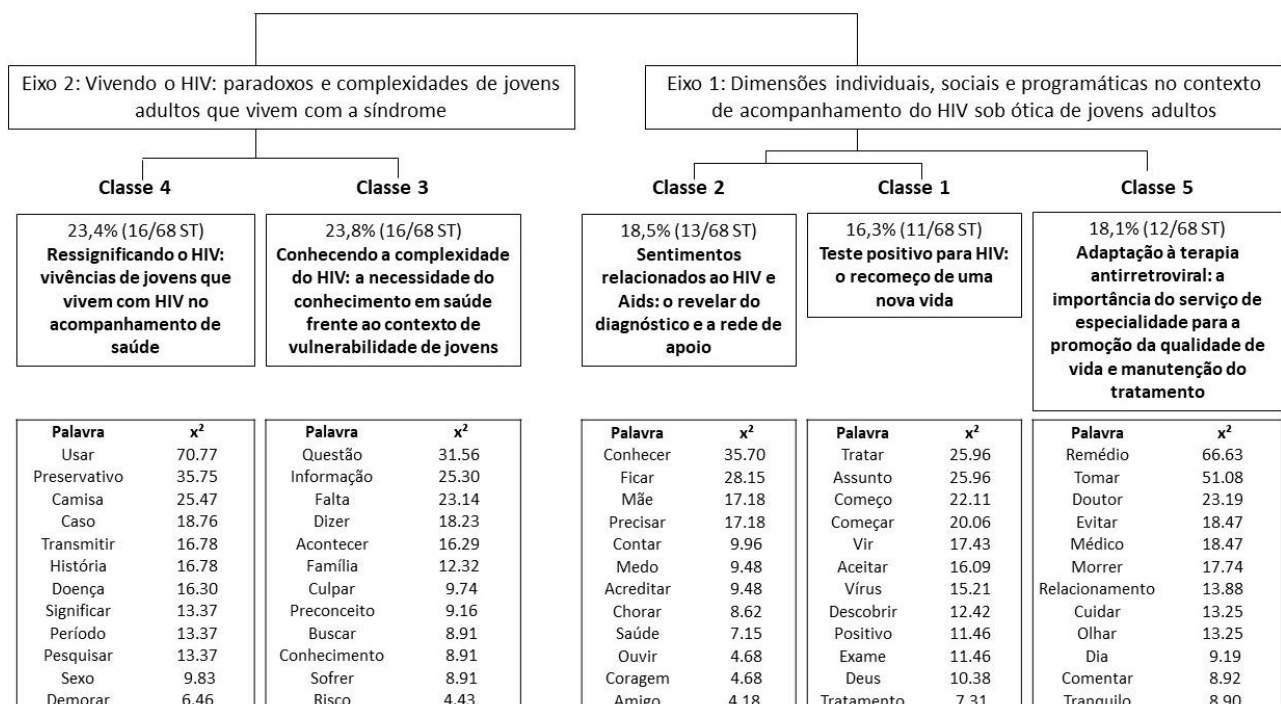 Eixo 2: Vivendo o HIV: paradoxos e complexidades de jovens
adultos que vivem com a síndrome
Eixo 1: Dimensões individuais, sociais e programáticas no contexto
de acompanhamento do HIV sob ótica de jovens adultos
Classe 4
23,4% (16/68 ST)
Ressignificando o HIV:
vivências de jovens que
vivem com HIV no
acompanhamento de
saúde
Palavra x²
Usar 70.77
Preservativo 35.75
Camisa 25.47
Caso 18.76
Transmitir 16.78
História 16.78
Doença 16.30
Significar 13.37
Período 13.37
Pesquisar 13.37
Sexo 9.83
Demorar 6.46
Classe 3
23,8% (16/68 ST)
Conhecendo a complexidade
do HIV: a necessidade do
conhecimento em saúde
frente ao contexto de
vulnerabilidade de jovens
Palavra x²
Questão 31.56
Informação 25.30
Falta 23.14
Dizer 18.23
Acontecer 16.29
Família 12.32
Culpar 9.74
Preconceito 9.16
Buscar 8.91
Conhecimento 8.91
Sofrer 8.91
Risco 4.43
Classe 2
18,5% (13/68 ST)
Sentimentos
relacionados ao HIV e
Aids: o revelar do
diagnóstico e a rede de
apoio
Palavra x²
Conhecer 35.70
Ficar 28.15
Mãe 17.18
Precisar 17.18
Contar 9.96
Medo 9.48
Acreditar 9.48
Chorar 8.62
Saúde 7.15
Ouvir 4.68
Coragem 4.68
Amigo 4.18
Classe 1
16,3% (11/68 ST)
Teste positivo para HIV:
o recomeço de uma
nova vida
Palavra x²
Tratar 25.96
Assunto 25.96
Começo 22.11
Começar 20.06
Vir 17.43
Aceitar 16.09
Vírus 15.21
Descobrir 12.42
Positivo 11.46
Exame 11.46
Deus 10.38
Tratamento 7.31
Classe 5
18,1% (12/68 ST)
Adaptação à terapia
antirretroviral: a
importância do serviço de
especialidade para a
promoção da qualidade de
vida e manutenção do
tratamento
Palavra x²
Remédio 66.63
Tomar 51.08
Doutor 23.19
Evitar 18.47
Médico 18.47
Morrer 17.74
Relacionamento 13.88
Cuidar 13.25
Olhar 13.25
Dia 9.19
Comentar 8.92
Tranquilo 8.90